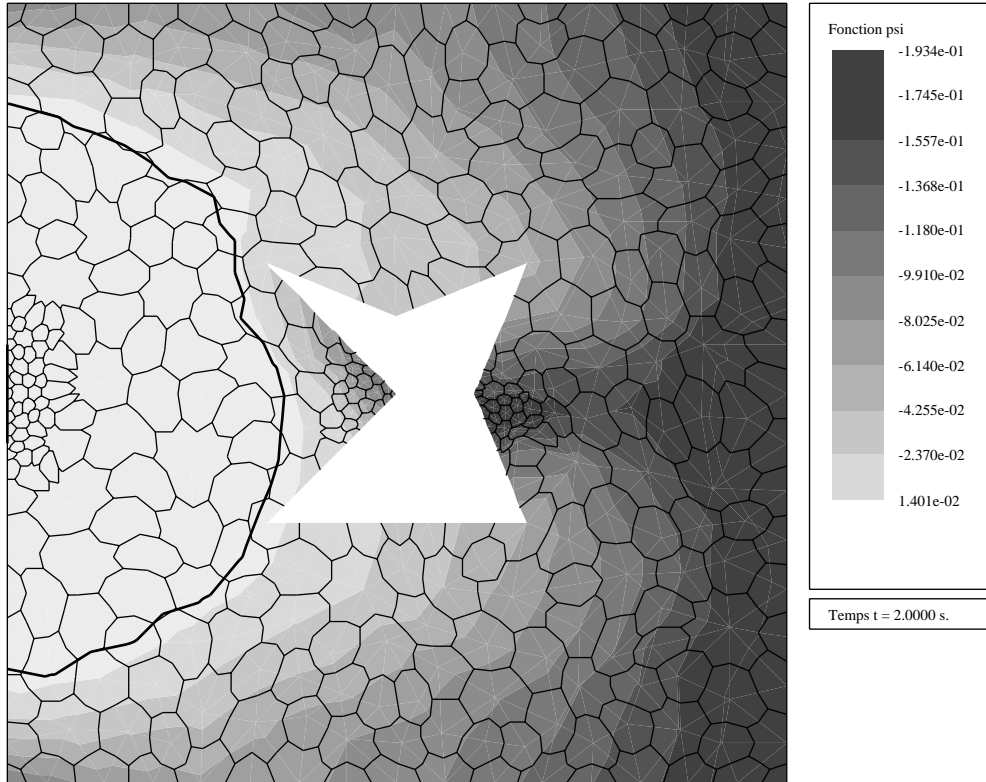 Fonction psi
-1.934e-01
-1.745e-01
-1.557e-01
-1.368e-01
-1.180e-01
-9.910e-02
-8.025e-02
-6.140e-02
-4.255e-02
-2.370e-02
1.401e-02
Temps t = 2.0000 s.